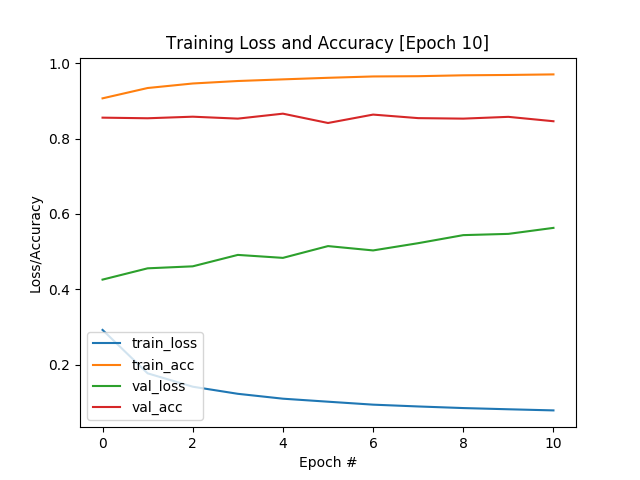 Training Loss and Accuracy [Epoch 10]
1.0
0.8
0.6
0.4
0.2
Loss/Accuracy
train_loss
train_acc
val_loss
val_acc
0 2 4 6 8 10
Epoch #